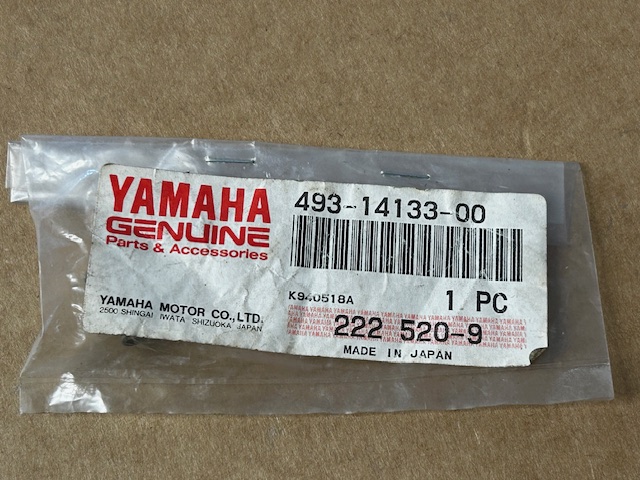 YAMAHA
GENUINE
Parts & Accessories
YAMAHA MOTOR CO., LTD.
2500 SHINGAI IWATA SHIZUOKA JAPAN
493-14133-00
K940518A
1 PC
222 520-9
MADE IN JAPAN